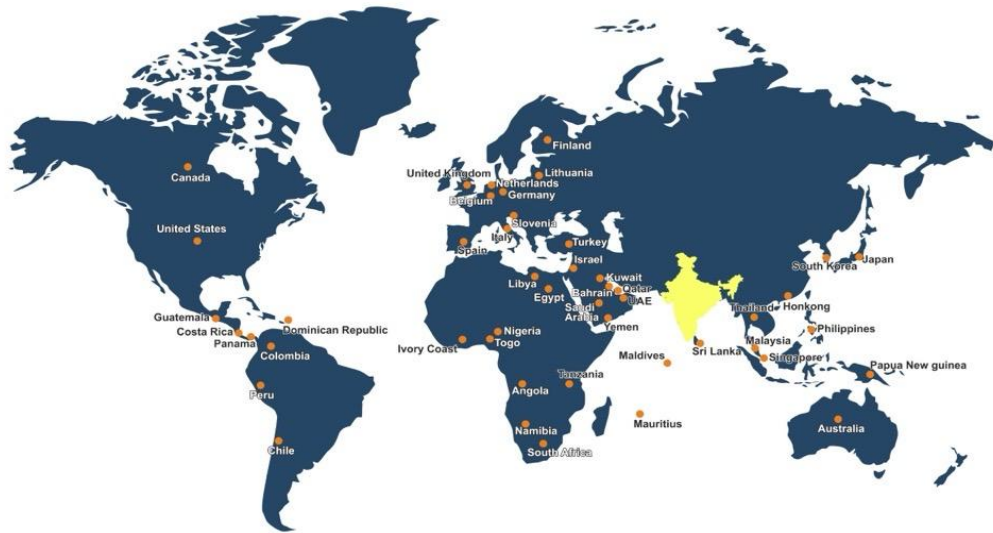 Finland
Canada
United Kingdom
Lithuania
Netherlands
Germany
Belgium
Slovenia
United States
Italy
Spain
Turkey
Israel
South Korea
Japan
Libya
Kuwait
Egypt
Bahrain
Qatar
UAE
Saudi
Arabia
Honkong
Thailand
Guatemala
Dominican Republic
Costa Rica
Panama
Yemen
Nigeria
Togo
Ivory Coast
Philippines
Colombia
Sri Lanka
Malaysia
Maldives
Singapore
Papua New guinea
Tanzania
Peru
Angola
Mauritius
Australia
Namibia
Chile
South Africa